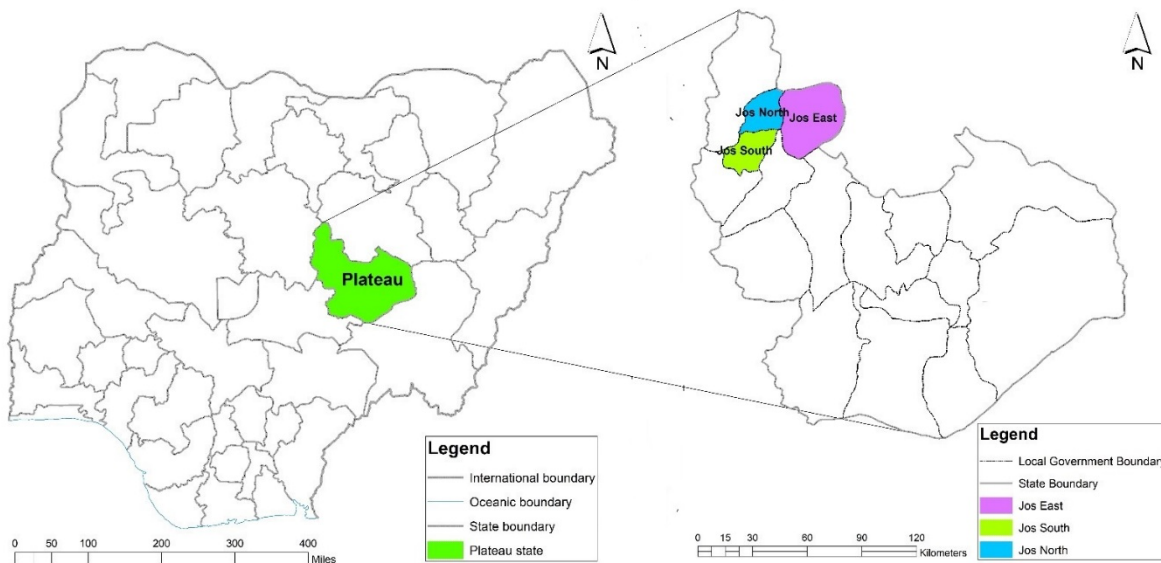 N
Plateau
Legend
International boundary
Oceanic boundary
State boundary
Plateau state
0 50 100 200 300 400
Miles
N
Jos North
Jos East
Jos South
Legend
Local Government Boundary
State Boundary
Jos East
Jos South
Jos North
0 15 30 60 90 120
Kilometers